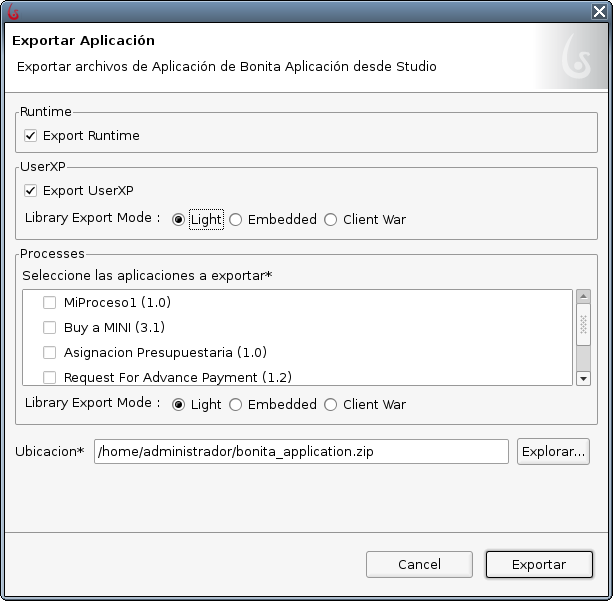 Exportar Aplicación
Exportar archivos de Aplicación de Bonita Aplicación desde Studio
Runtime
Export Runtime
UserXP
Export UserXP
Library Export Mode : Light Embedded Client War
Processes
Seleccione las aplicaciones a exportar*
MiProceso1 (1.0)
Buy a MINI (3.1)
Asignacion Presupuestaria (1.0)
Request For Advance Payment (1.2)
Library Export Mode : Light Embedded Client War
Ubicacion* /home/administrador/bonita_application.zip Explorar...
Cancel Exportar